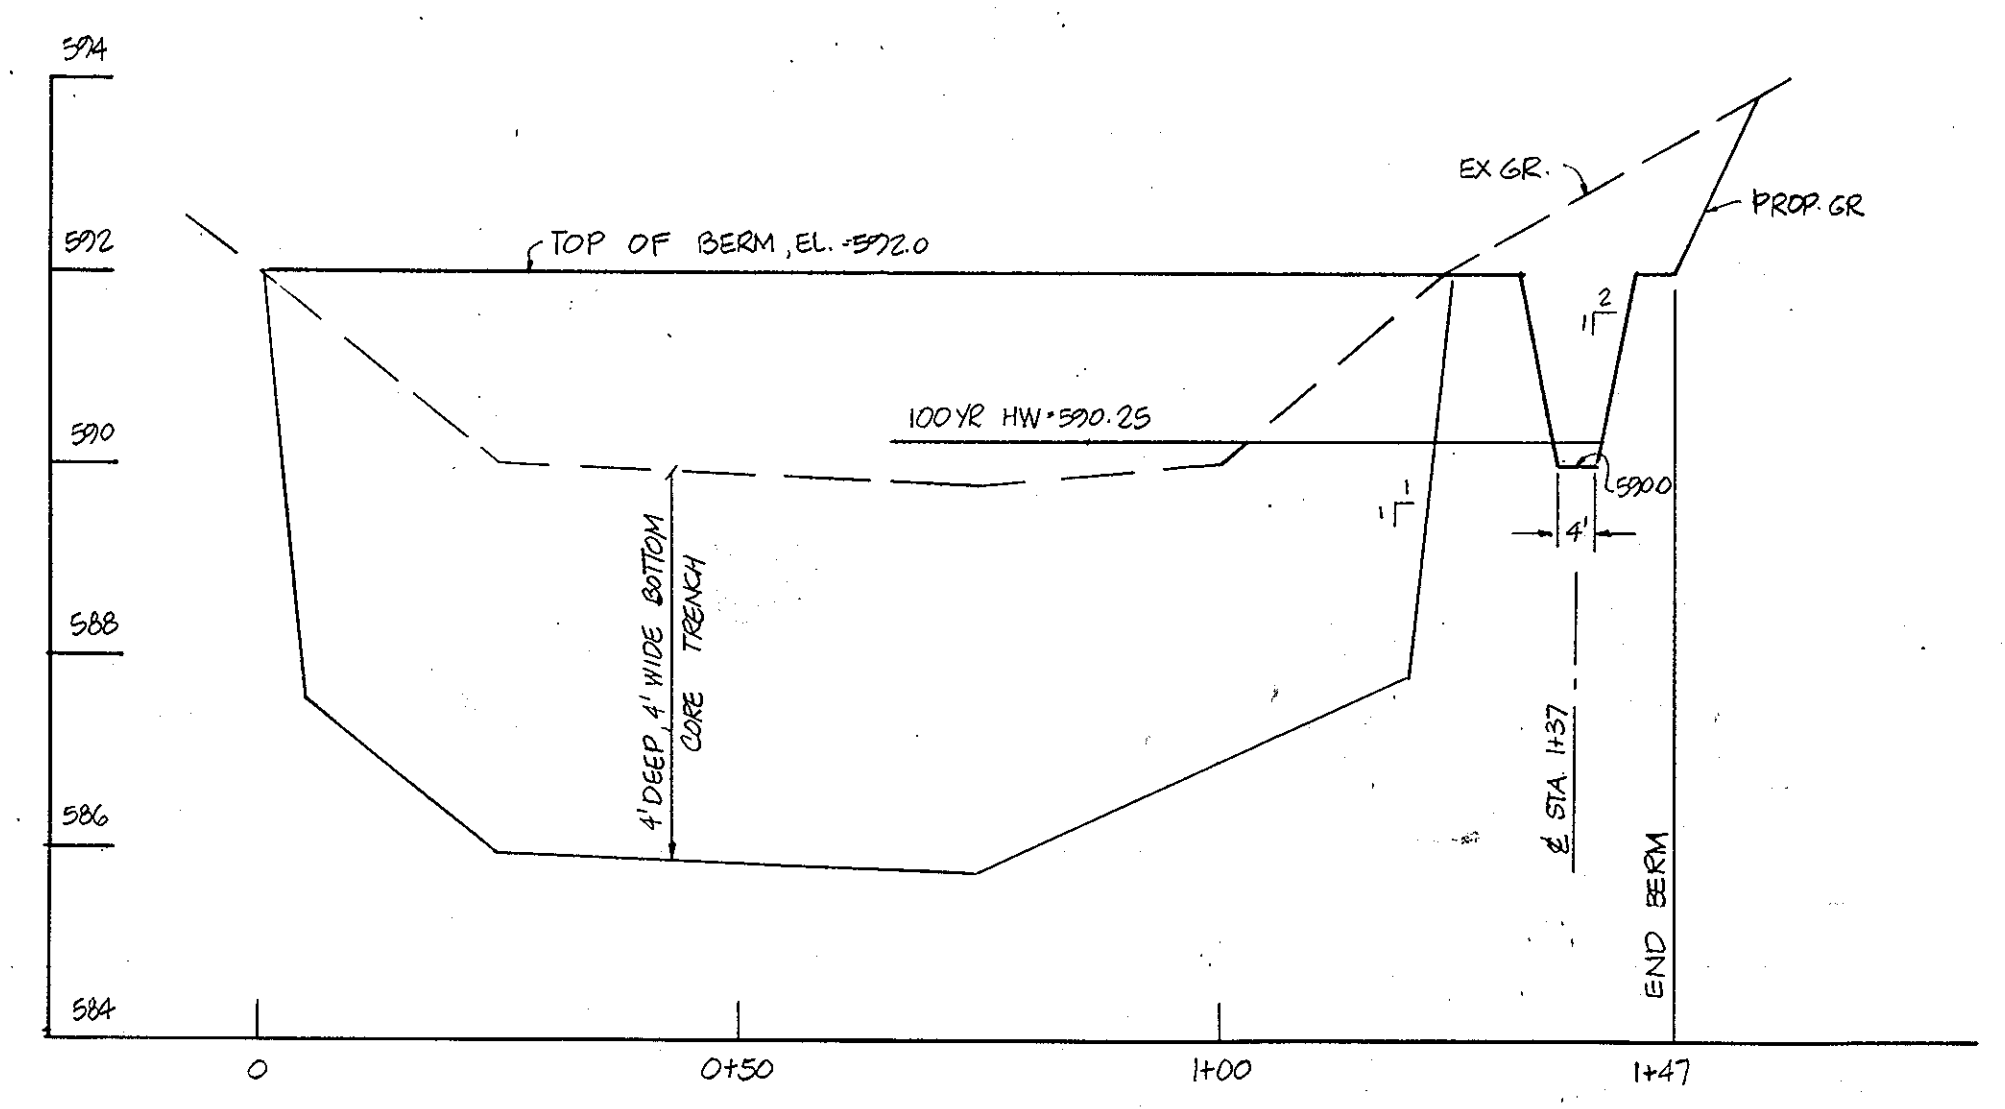 594
EX GR.
PROP. GR
592
TOP OF BERM, EL. =592.0
2
1
100 YR HW=590.25
590
590.0
1
1
4'
4' DEEP, 4' WIDE BOTTOM
CORE TRENCH
588
℄ STA. 1+37
586
END BERM
584
0
0+50
1+00
1+47